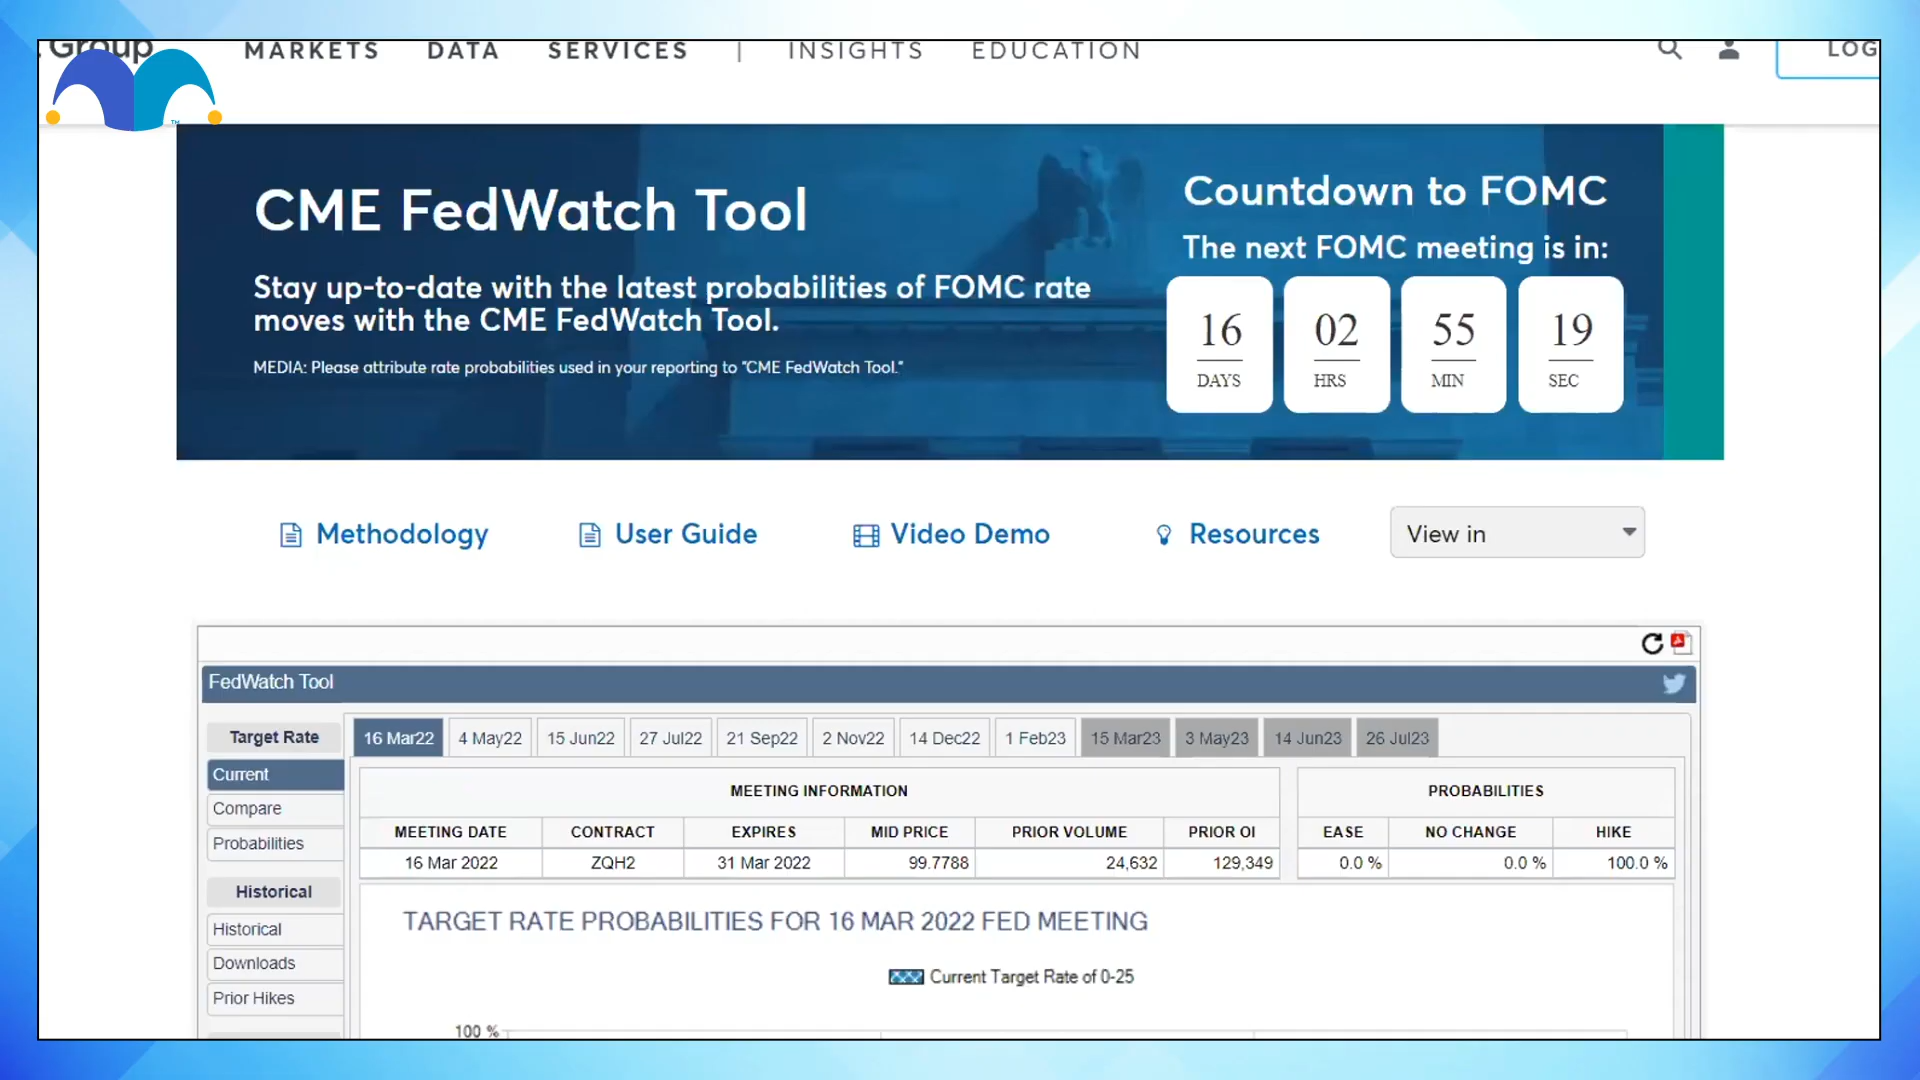 Group
MARKETS DATA SERVICES | INSIGHTS EDUCATION LOG
TM
CME FedWatch Tool
Stay up-to-date with the latest probabilities of FOMC rate
moves with the CME FedWatch Tool.
MEDIA: Please attribute rate probabilities used in your reporting to "CME FedWatch Tool."
Countdown to FOMC
The next FOMC meeting is in:
16 02 55 19
DAYS HRS MIN SEC
Methodology User Guide Video Demo Resources View in
FedWatch Tool
Target Rate
Current
Compare
Probabilities
Historical
Historical
Downloads
Prior Hikes
16 Mar22 4 May22 15 Jun22 27 Jul22 21 Sep22 2 Nov22 14 Dec22 1 Feb23 15 Mar23 3 May23 14 Jun23 26 Jul23
MEETING INFORMATION
MEETING DATE CONTRACT EXPIRES MID PRICE PRIOR VOLUME PRIOR OI
16 Mar 2022 ZQH2 31 Mar 2022 99.7788 24,632 129,349
PROBABILITIES
EASE NO CHANGE HIKE
0.0 % 0.0 % 100.0 %
TARGET RATE PROBABILITIES FOR 16 MAR 2022 FED MEETING
Current Target Rate of 0-25
100 %